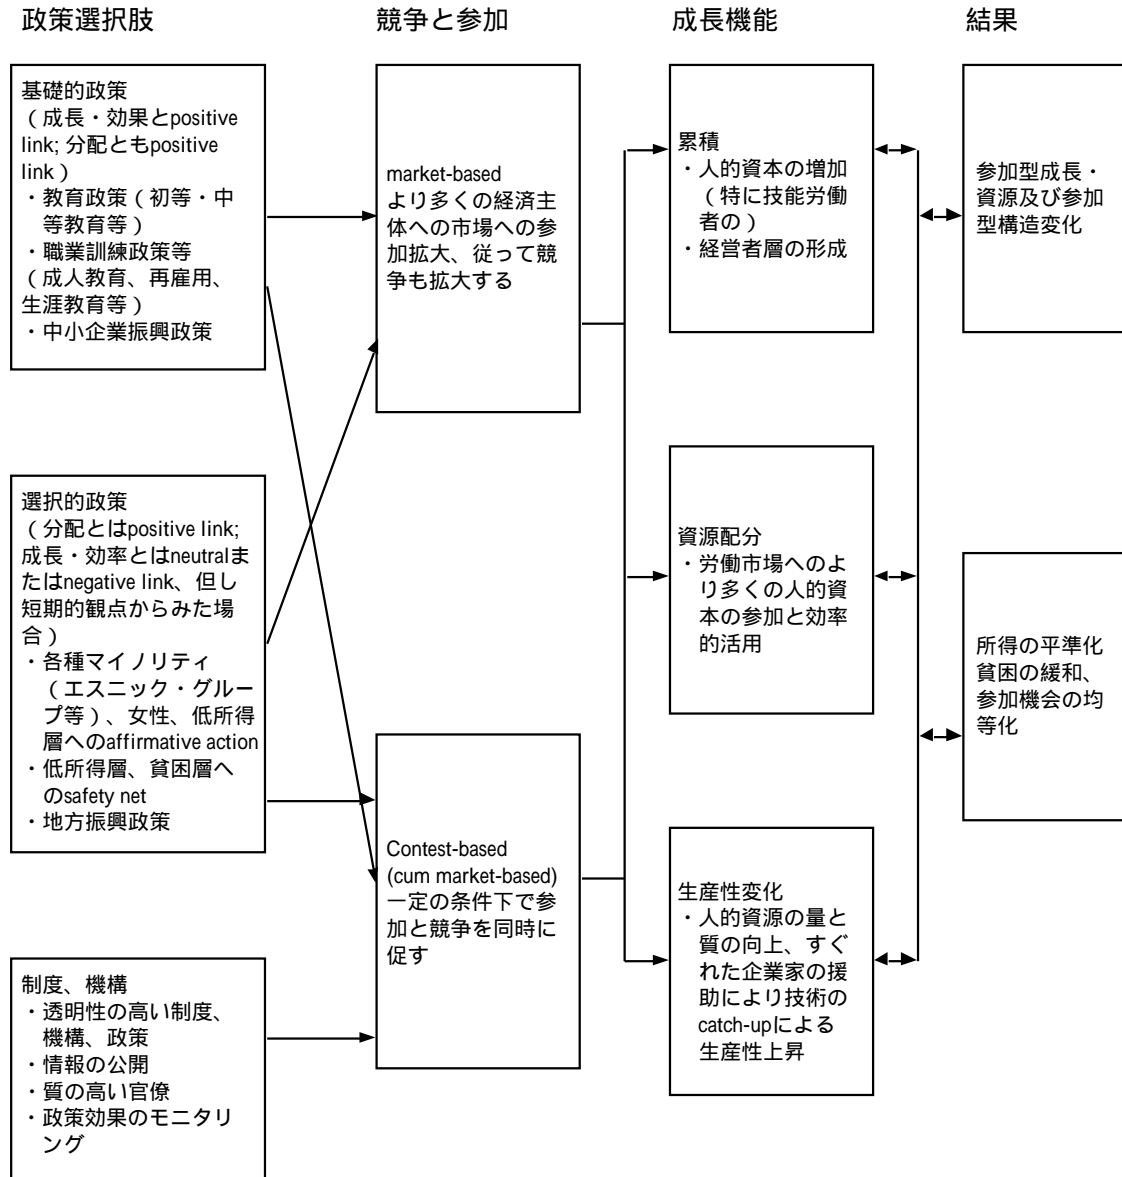 政策選択肢
競争と参加
成長機能
結果
基礎的政策
（成長・効果とpositive
link; 分配ともpositive
link）
・教育政策（初等・中
等教育等）
・職業訓練政策等
（成人教育、再雇用、
生涯教育等）
・中小企業振興政策
選択的政策
（分配とはpositive link;
成長・効率とはneutralま
たはnegative link、但し
短期的観点からみた場
合）
・各種マイノリティ
（エスニック・グルー
プ等）、女性、低所得
層へのaffirmative action
・低所得層、貧困層へ
のsafety net
・地方振興政策
制度、機構
・透明性の高い制度、
機構、政策
・情報の公開
・質の高い官僚
・政策効果のモニタリ
ング
market-based
より多くの経済主
体への市場への参
加拡大、従って競
争も拡大する
Contest-based
(cum market-based)
一定の条件下で参
加と競争を同時に
促す
累積
・人的資本の増加
（特に技能労働
者の）
・経営者層の形成
資源配分
・労働市場へのよ
り多くの人的資
本の参加と効率
的活用
生産性変化
・人的資源の量と
質の向上、すぐ
れた企業家の援
助により技術の
catch-upによる
生産性上昇
参加型成長・
資源及び参加
型構造変化
所得の平準化
貧困の緩和、
参加機会の均
等化